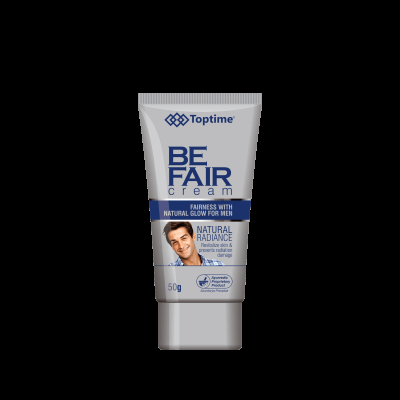 Toptime®
BE
FAIR
cream
FAIRNESS WITH
NATURAL GLOW FOR MEN
NATURAL
RADIANCE
Revitalize skin &
prevents radiation
damage
50g
Ayurvedic
Proprietary
Product